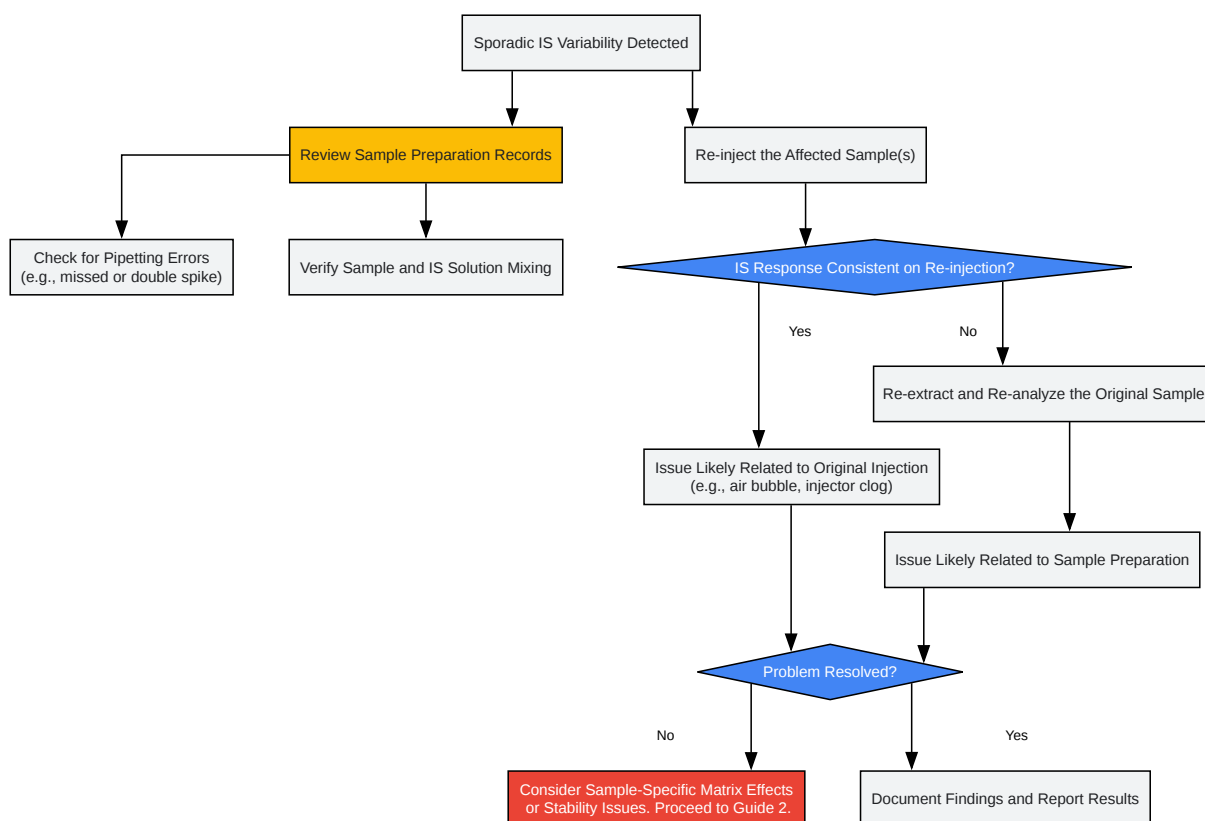 Sporadic IS Variability Detected
Review Sample Preparation Records
Re-inject the Affected Sample(s)
Check for Pipetting Errors
(e.g., missed or double spike)
Verify Sample and IS Solution Mixing
IS Response Consistent on Re-injection?
Yes
No
Re-extract and Re-analyze the Original Sample
Issue Likely Related to Original Injection
(e.g., air bubble, injector clog)
Issue Likely Related to Sample Preparation
Problem Resolved?
No
Yes
Consider Sample-Specific Matrix Effects
or Stability Issues. Proceed to Guide 2.
Document Findings and Report Results